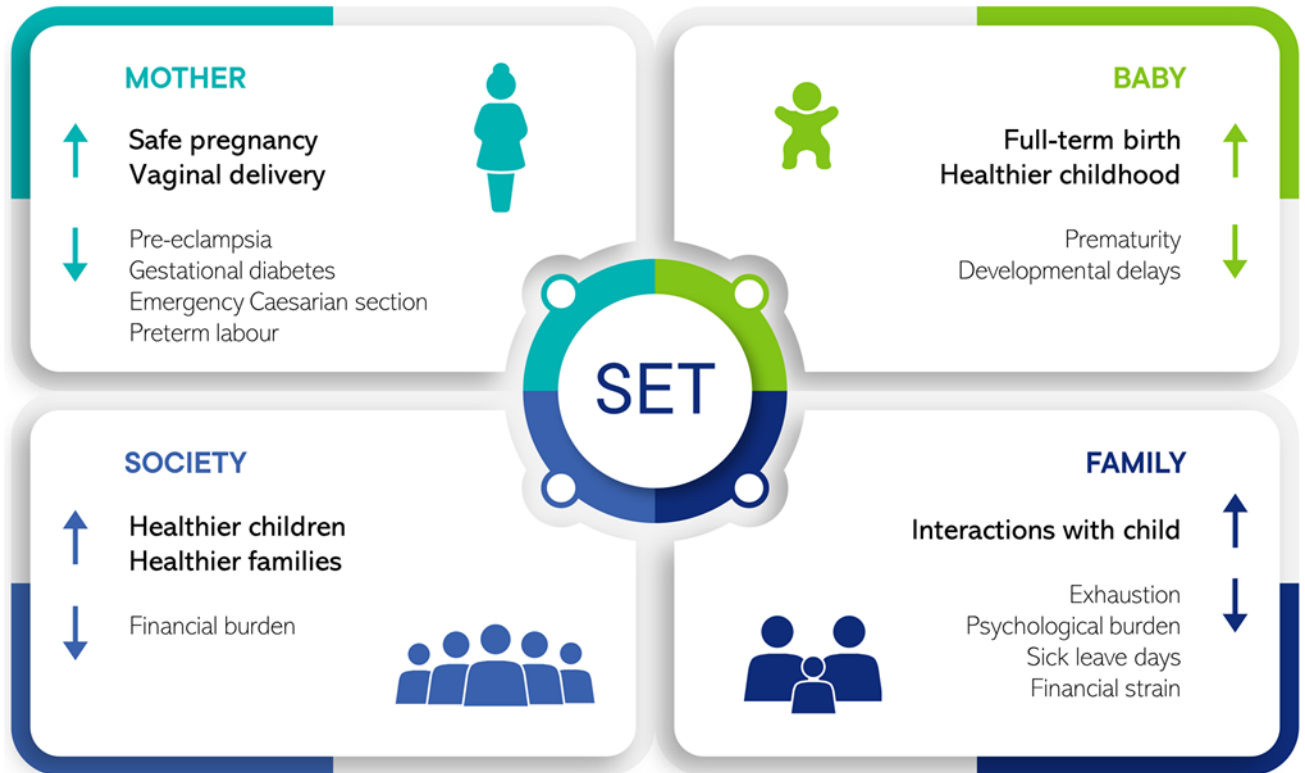 MOTHER
Safe pregnancy
Vaginal delivery
Pre-eclampsia
Gestational diabetes
Emergency Caesarian section
Preterm labour
BABY
Full-term birth
Healthier childhood
Prematurity
Developmental delays
SET
SOCIETY
Healthier children
Healthier families
Financial burden
FAMILY
Interactions with child
Exhaustion
Psychological burden
Sick leave days
Financial strain